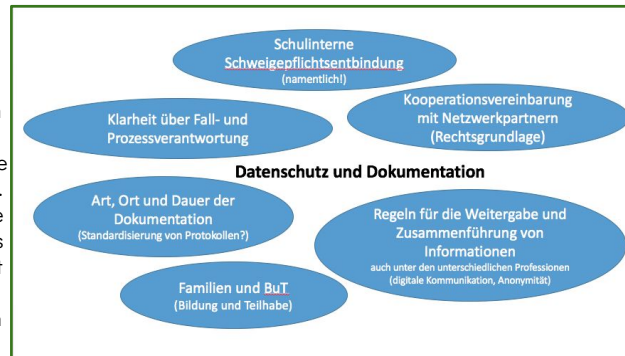 Schulinterne
Schweigepflichtsentbindung
(namentlich!)
Kooperationsvereinbarung
mit Netzwerkpartnern
(Rechtsgrundlage)
Klarheit über Fall- und
Prozessverantwortung
Datenschutz und Dokumentation
Art, Ort und Dauer der
Dokumentation
(Standardisierung von Protokollen?)
Regeln für die Weitergabe und
Zusammenführung von
Informationen
auch unter den unterschiedlichen Professionen
(digitale Kommunikation, Anonymität)
Familien und BuT
(Bildung und Teilhabe)